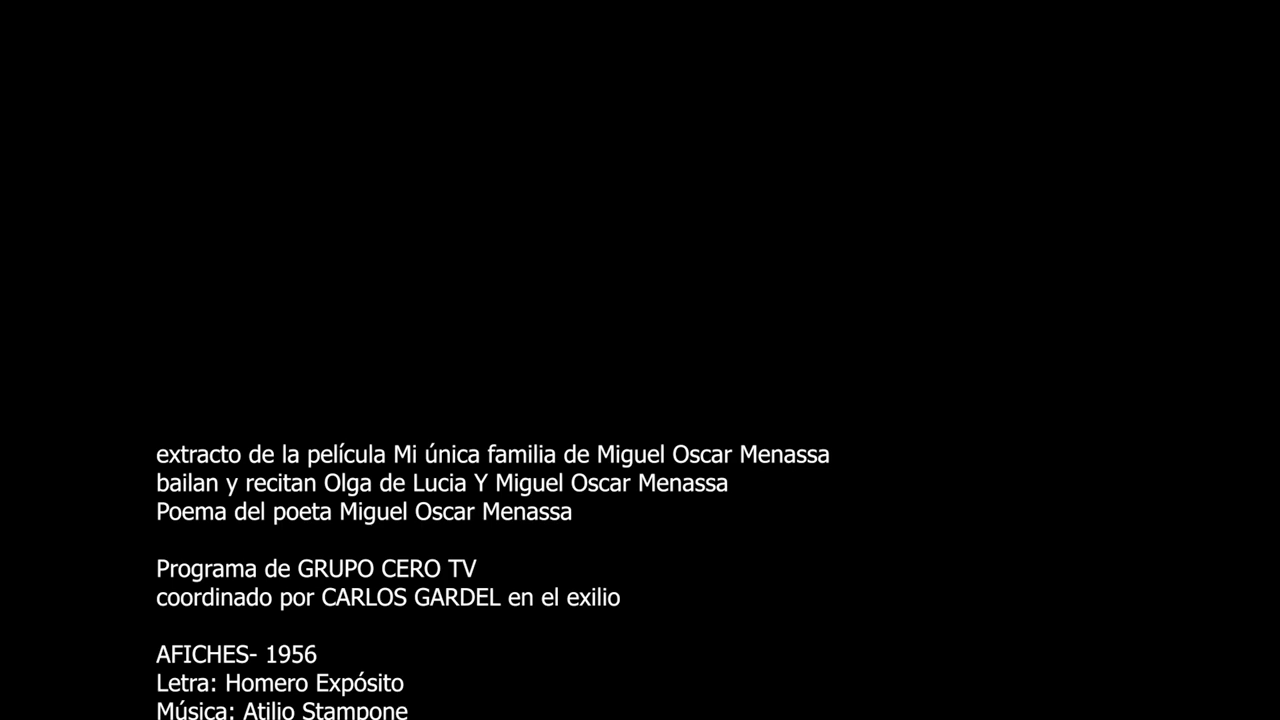 extracto de la película Mi única familia de Miguel Oscar Menassa
bailan y recitan Olga de Lucia Y Miguel Oscar Menassa
Poema del poeta Miguel Oscar Menassa
Programa de GRUPO CERO TV
coordinado por CARLOS GARDEL en el exilio
AFICHES- 1956
Letra: Homero Expósito
Música: Atilio Stampone